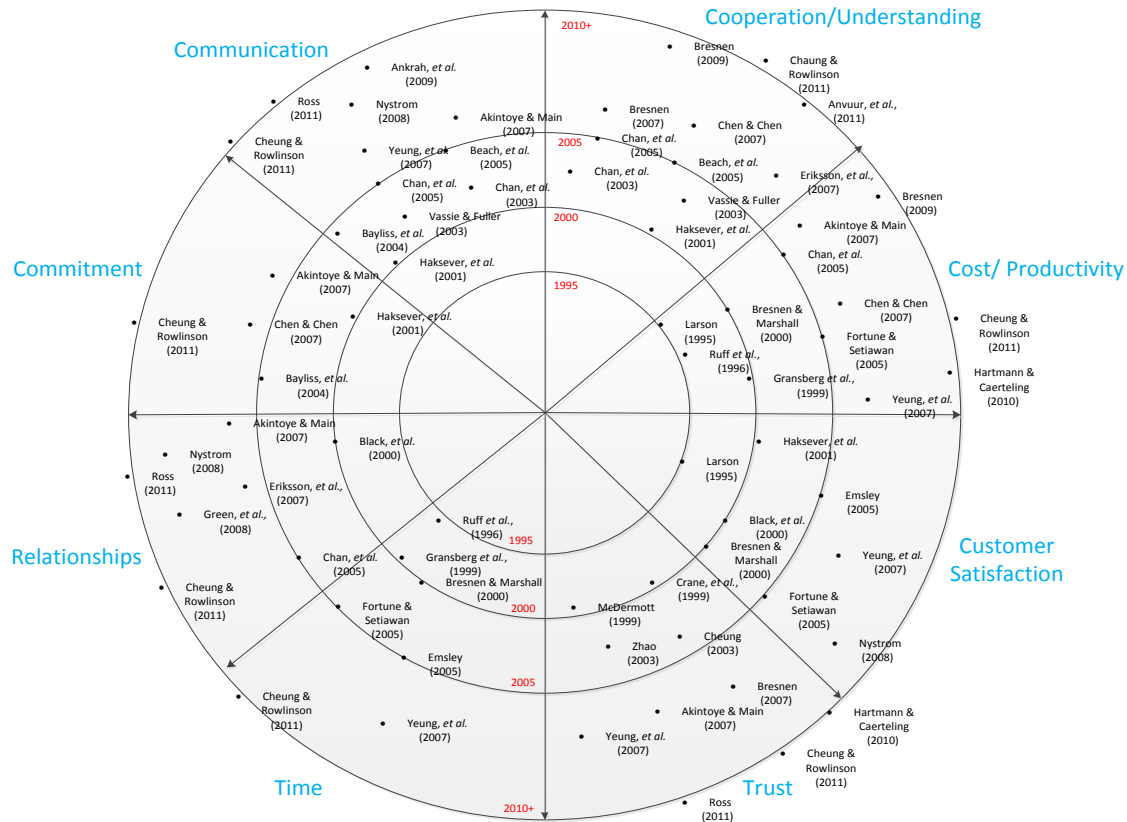 Cooperation/Understanding
2010+
Communication
Bresnen
(2009)
Chaung &
Rowlinson
(2011)
Ankrah, et al.
(2009)
Ross
(2011)
Nystrom
(2008)
Akintoye & Main
(2007)
Bresnen
(2007)
Anvuur, et al.,
(2011)
Chen & Chen
(2007)
Cheung &
Rowlinson
(2011)
Yeung, et al.
(2007)
Beach, et al.
(2005)
2005
Chan, et al.
(2005)
Beach, et al.
(2005)
Eriksson, et al.,
(2007)
Chan, et al.
(2005)
Chan, et al.
(2003)
Chan, et al.
(2003)
Bresnen
(2009)
Vassie & Fuller
(2003)
2000
Vassie & Fuller
(2003)
Bayliss, et al.
(2004)
Haksever, et al.
(2001)
Akintoye & Main
(2007)
Chan, et al.
(2005)
Commitment
Akintoye & Main
(2007)
Haksever, et al.
(2001)
1995
Cost/ Productivity
Cheung &
Rowlinson
(2011)
Chen & Chen
(2007)
Haksever, et al.
(2001)
Larson
(1995)
Bresnen &
Marshall
(2000)
Chen & Chen
(2007)
Cheung &
Rowlinson
(2011)
Ruff et al.,
(1996)
Fortune &
Setiawan
(2005)
Bayliss, et al.
(2004)
Gransberg et al.,
(1999)
Hartmann &
Caerteling
(2010)
Yeung, et al.
(2007)
Akintoye & Main
(2007)
Black, et al.
(2000)
Haksever, et al.
(2001)
Nystrom
(2008)
Ross
(2011)
Larson
(1995)
Eriksson, et al.,
(2007)
Emsley
(2005)
Green, et al.,
(2008)
Ruff et al.,
(1996)
1995
Black, et al.
(2000)
Relationships
Chan, et al.
(2005)
Gransberg et al.,
(1999)
Bresnen &
Marshall
(2000)
Yeung, et al.
(2007)
Customer
Satisfaction
Cheung &
Rowlinson
(2011)
Bresnen & Marshall
(2000)
Crane, et al.,
(1999)
Fortune &
Setiawan
(2005)
2000
McDermott
(1999)
Fortune &
Setiawan
(2005)
Zhao
(2003)
Cheung
(2003)
Nystrom
(2008)
Emsley
(2005)
2005
Cheung &
Rowlinson
(2011)
Bresnen
(2007)
Yeung, et al.
(2007)
Akintoye & Main
(2007)
Hartmann &
Caerteling
(2010)
Yeung, et al.
(2007)
Cheung &
Rowlinson
(2011)
Time
Trust
2010+
Ross
(2011)